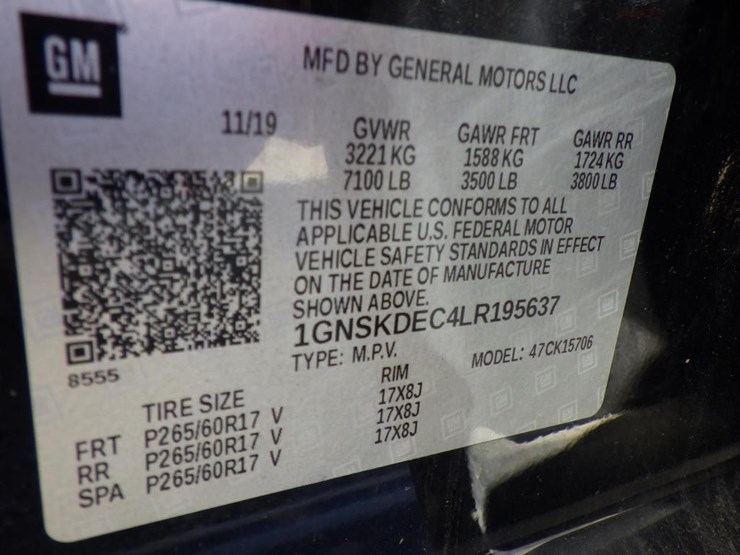 GM
MFD BY GENERAL MOTORS LLC
11/19
GVWR GAWR FRT GAWR RR
3221 KG 1588 KG 1724 KG
7100 LB 3500 LB 3800 LB
THIS VEHICLE CONFORMS TO ALL
APPLICABLE U.S. FEDERAL MOTOR
VEHICLE SAFETY STANDARDS IN EFFECT
ON THE DATE OF MANUFACTURE
SHOWN ABOVE.
1GNSKDEC4LR195637
TYPE: M.P.V. MODEL: 47CK15706
8555
TIRE SIZE RIM
FRT P265/60R17 V 17X8J
RR P265/60R17 V 17X8J
SPA P265/60R17 V 17X8J